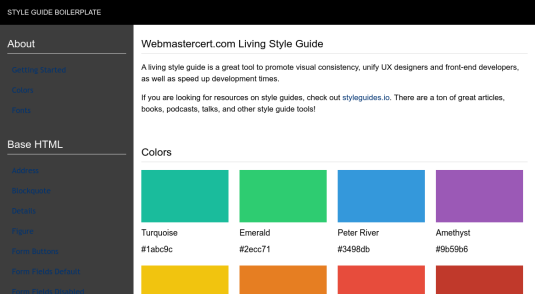 STYLE GUIDE BOILERPLATE
About
Getting Started
Colors
Fonts
Base HTML
Address
Blockquote
Details
Figure
Form Buttons
Form Fields Default
Form Fields Disabled
Webmastercert.com Living Style Guide
A living style guide is a great tool to promote visual consistency, unify UX designers and front-end developers,
as well as speed up development times.
If you are looking for resources on style guides, check out styleguides.io. There are a ton of great articles,
books, podcasts, talks, and other style guide tools!
Colors
Turquoise
Emerald
Peter River
Amethyst
#1abc9c
#2ecc71
#3498db
#9b59b6